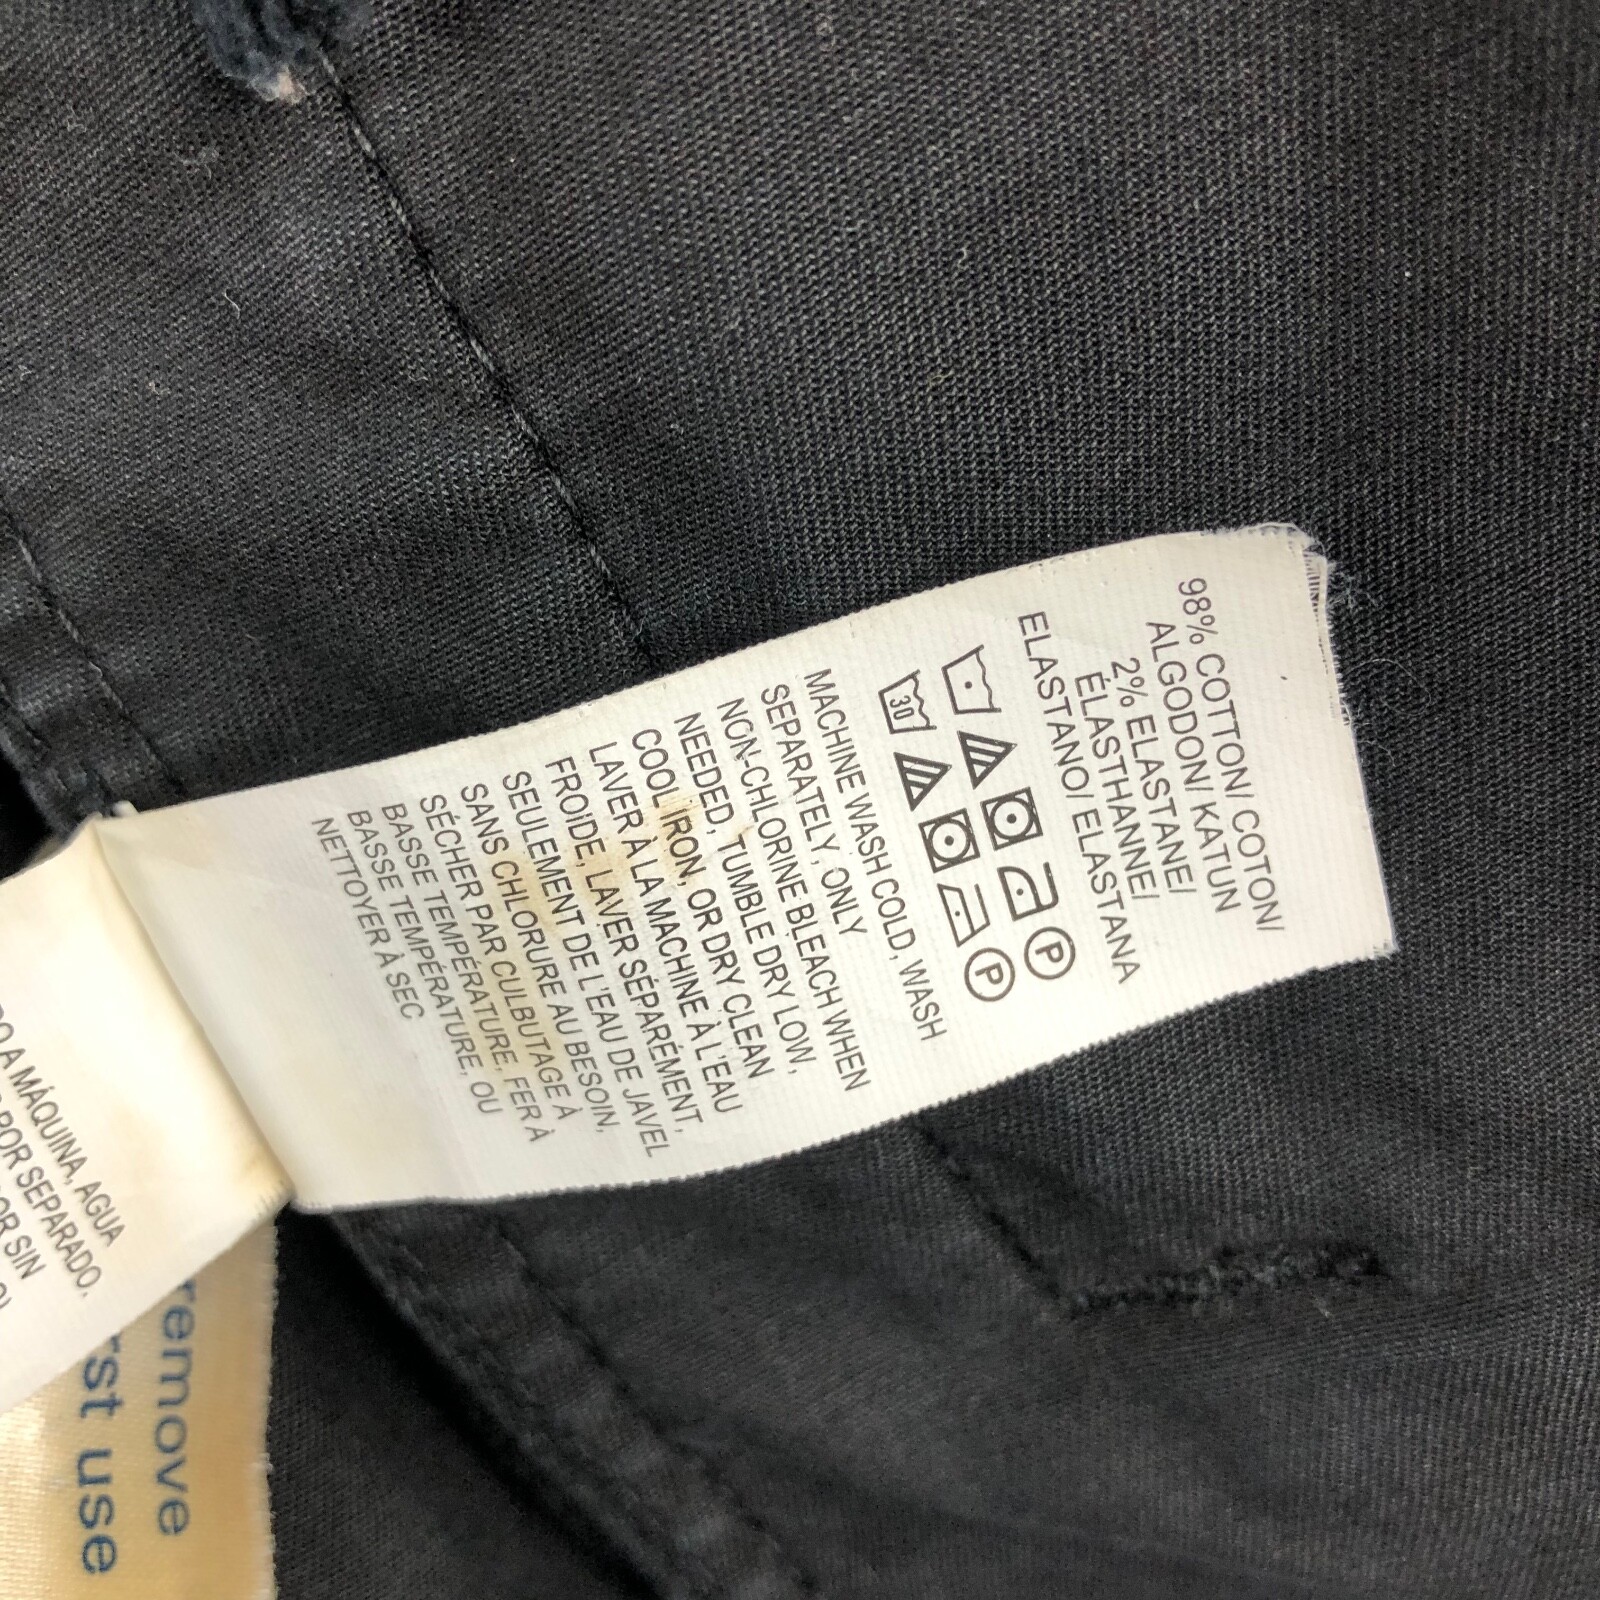 98% COTTON/ COTON/
ALGODON/ KATUN
2% ELASTANE/
ÉLASTHANNE/
ELASTANO/ ELASTANA
P
30
P
MACHINE WASH COLD, WASH
SEPARATELY, ONLY
NON-CHLORINE BLEACH WHEN
NEEDED, TUMBLE DRY LOW,
COOL IRON, OR DRY CLEAN
LAVER À LA MACHINE À L'EAU
FROIDE, LAVER SÉPARÉMENT,
SEULEMENT DE L'EAU DE JAVEL
SANS CHLORURE AU BESOIN,
SÉCHER PAR CULBUTAGE À
BASSE TEMPÉRATURE, FER À
BASSE TEMPÉRATURE, OU
NETTOYER À SEC
A MÁQUINA, AGUA
POR SEPARADO.
SIN
remove
use